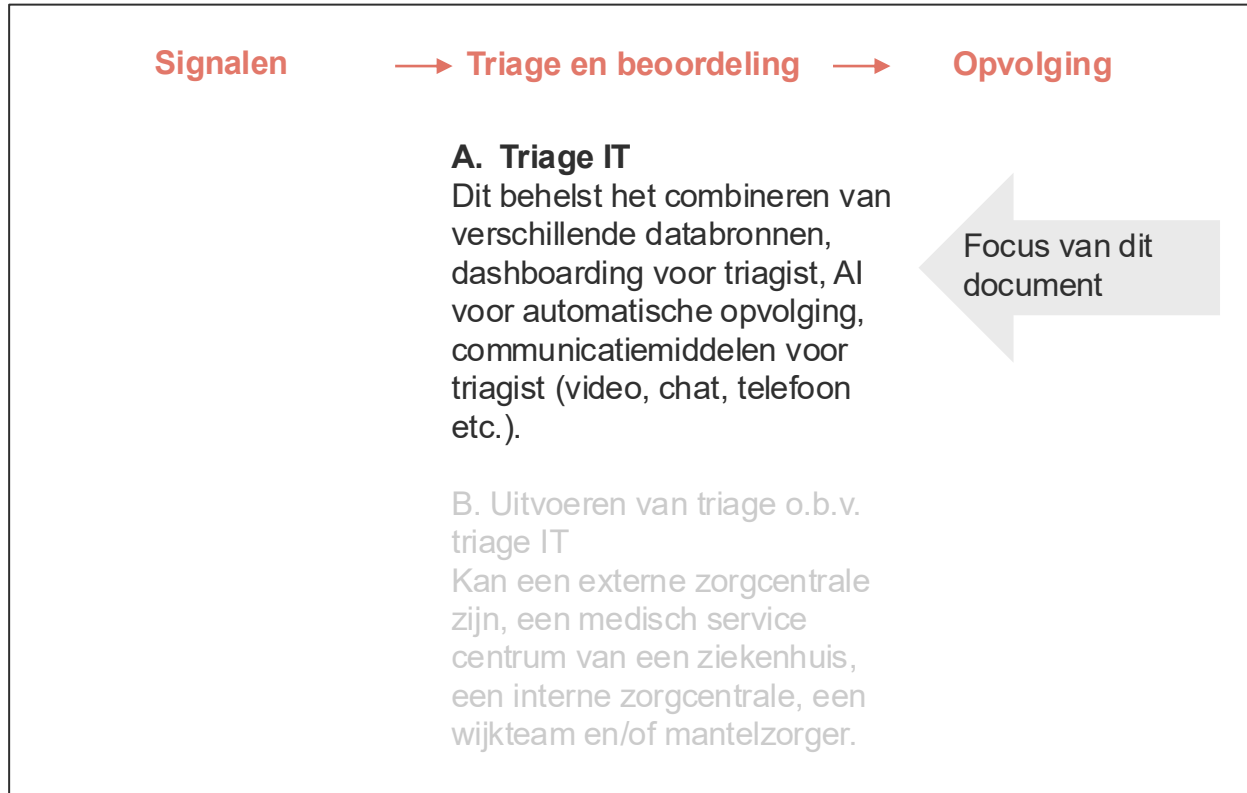 Signalen → Triage en beoordeling → Opvolging
A. Triage IT
Dit behelst het combineren van
verschillende databronnen,
dashboarding voor triagist, AI
voor automatische opvolging,
communicatiemiddelen voor
triagist (video, chat, telefoon
etc.).
Focus van dit
document
B. Uitvoeren van triage o.b.v.
triage IT
Kan een externe zorgcentrale
zijn, een medisch service
centrum van een ziekenhuis,
een interne zorgcentrale, een
wijkteam en/of mantelzorger.